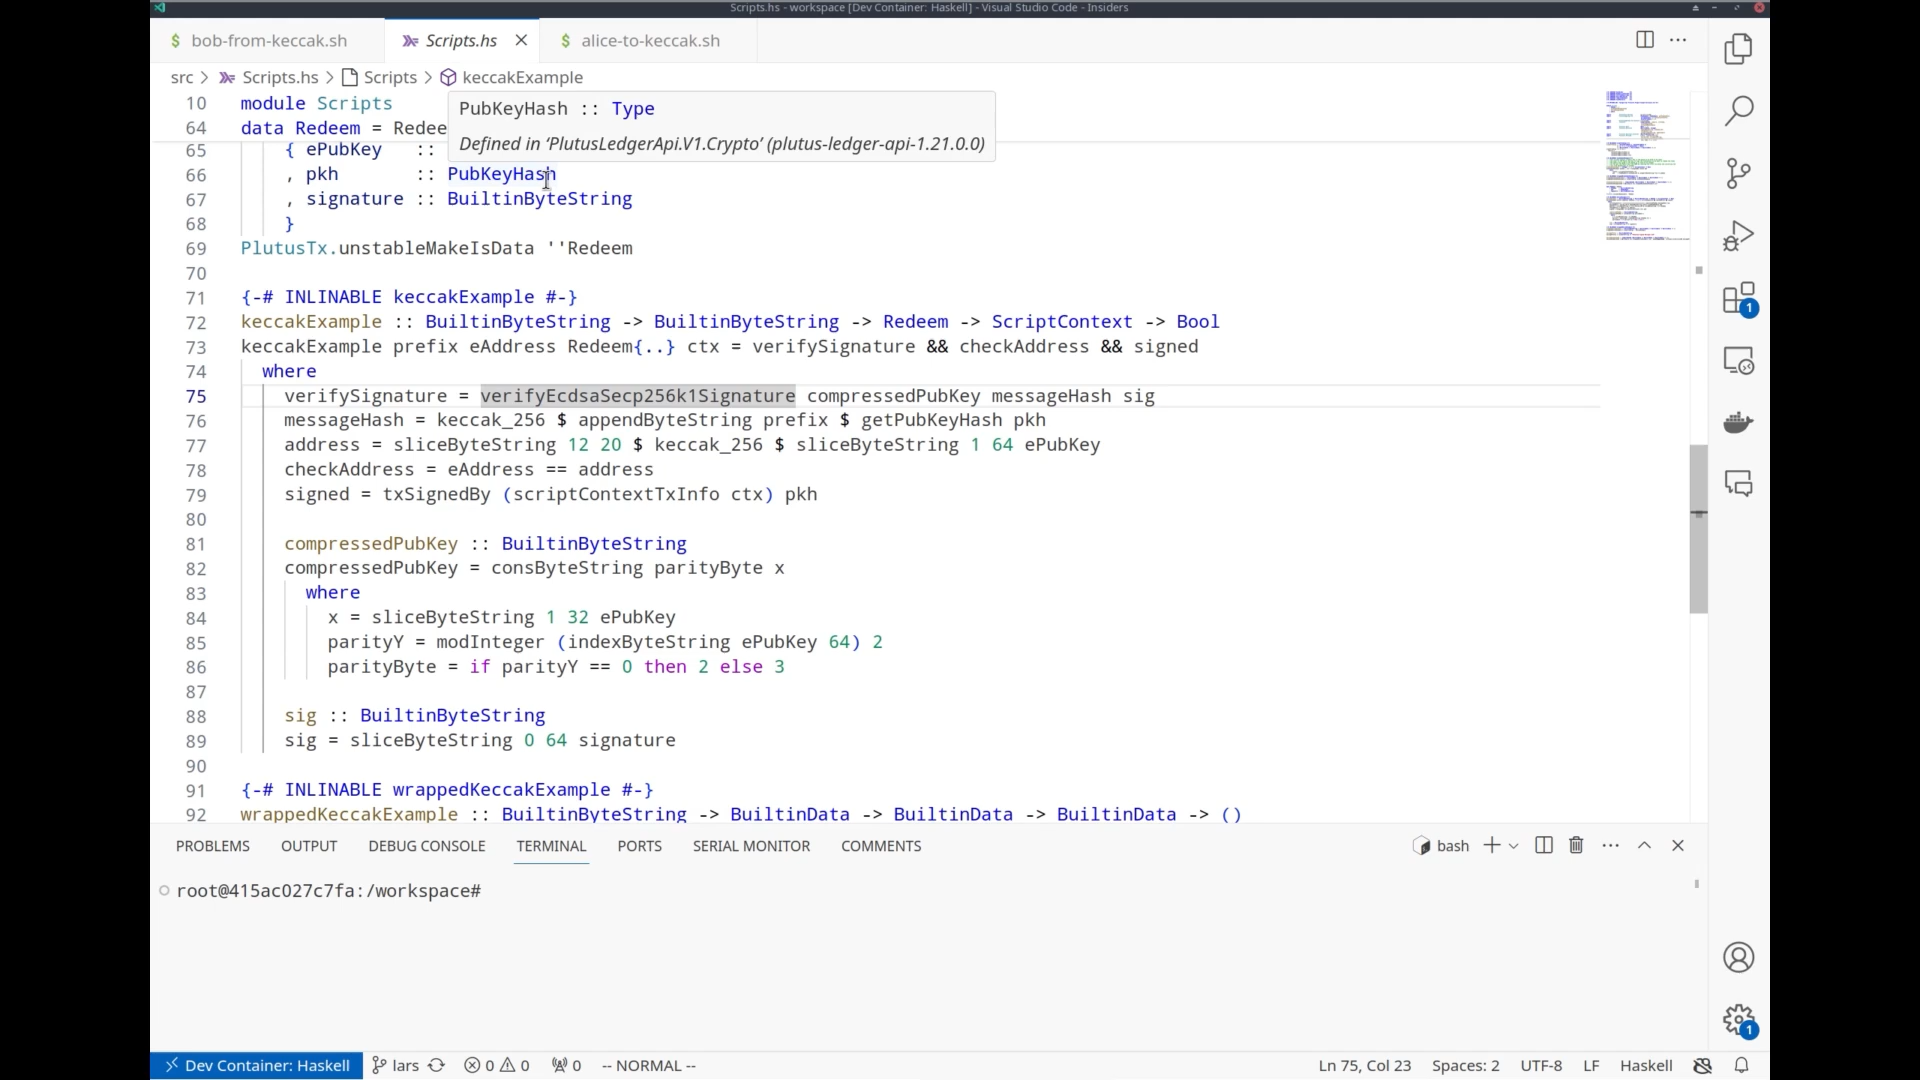 Scripts.hs - workspace [Dev Container: Haskell] - Visual Studio Code - Insiders
$ bob-from-keccak.sh
Scripts.hs
$ alice-to-keccak.sh
src > Scripts.hs > Scripts > keccakExample
10 module Scripts
64 data Redeem = Redee
PubKeyHash :: Type
Defined in ‘PlutusLedgerApi.V1.Crypto’ (plutus-ledger-api-1.21.0.0)
65 { ePubKey ::
66 , pkh :: PubKeyHash
67 , signature :: BuiltinByteString
68 }
69 PlutusTx.unstableMakeIsData ''Redeem
70
71 {-# INLINABLE keccakExample #-}
72 keccakExample :: BuiltinByteString -> BuiltinByteString -> Redeem -> ScriptContext -> Bool
73 keccakExample prefix eAddress Redeem{..} ctx = verifySignature && checkAddress && signed
74 where
75 verifySignature = verifyEcdsaSecp256k1Signature compressedPubKey messageHash sig
76 messageHash = keccak_256 $ appendByteString prefix $ getPubKeyHash pkh
77 address = sliceByteString 12 20 $ keccak_256 $ sliceByteString 1 64 ePubKey
78 checkAddress = eAddress == address
79 signed = txSignedBy (scriptContextTxInfo ctx) pkh
80
81 compressedPubKey :: BuiltinByteString
82 compressedPubKey = consByteString parityByte x
83 where
84 x = sliceByteString 1 32 ePubKey
85 parityY = modInteger (indexByteString ePubKey 64) 2
86 parityByte = if parityY == 0 then 2 else 3
87
88 sig :: BuiltinByteString
89 sig = sliceByteString 0 64 signature
90
91 {-# INLINABLE wrappedKeccakExample #-}
92 wrappedKeccakExample :: BuiltinByteString -> BuiltinData -> BuiltinData -> BuiltinData -> ()
PROBLEMS OUTPUT DEBUG CONSOLE TERMINAL PORTS SERIAL MONITOR COMMENTS
bash
root@415ac027c7fa:/workspace#
1
1
Dev Container: Haskell lars 0 0 0 -- NORMAL -- Ln 75, Col 23 Spaces: 2 UTF-8 LF Haskell